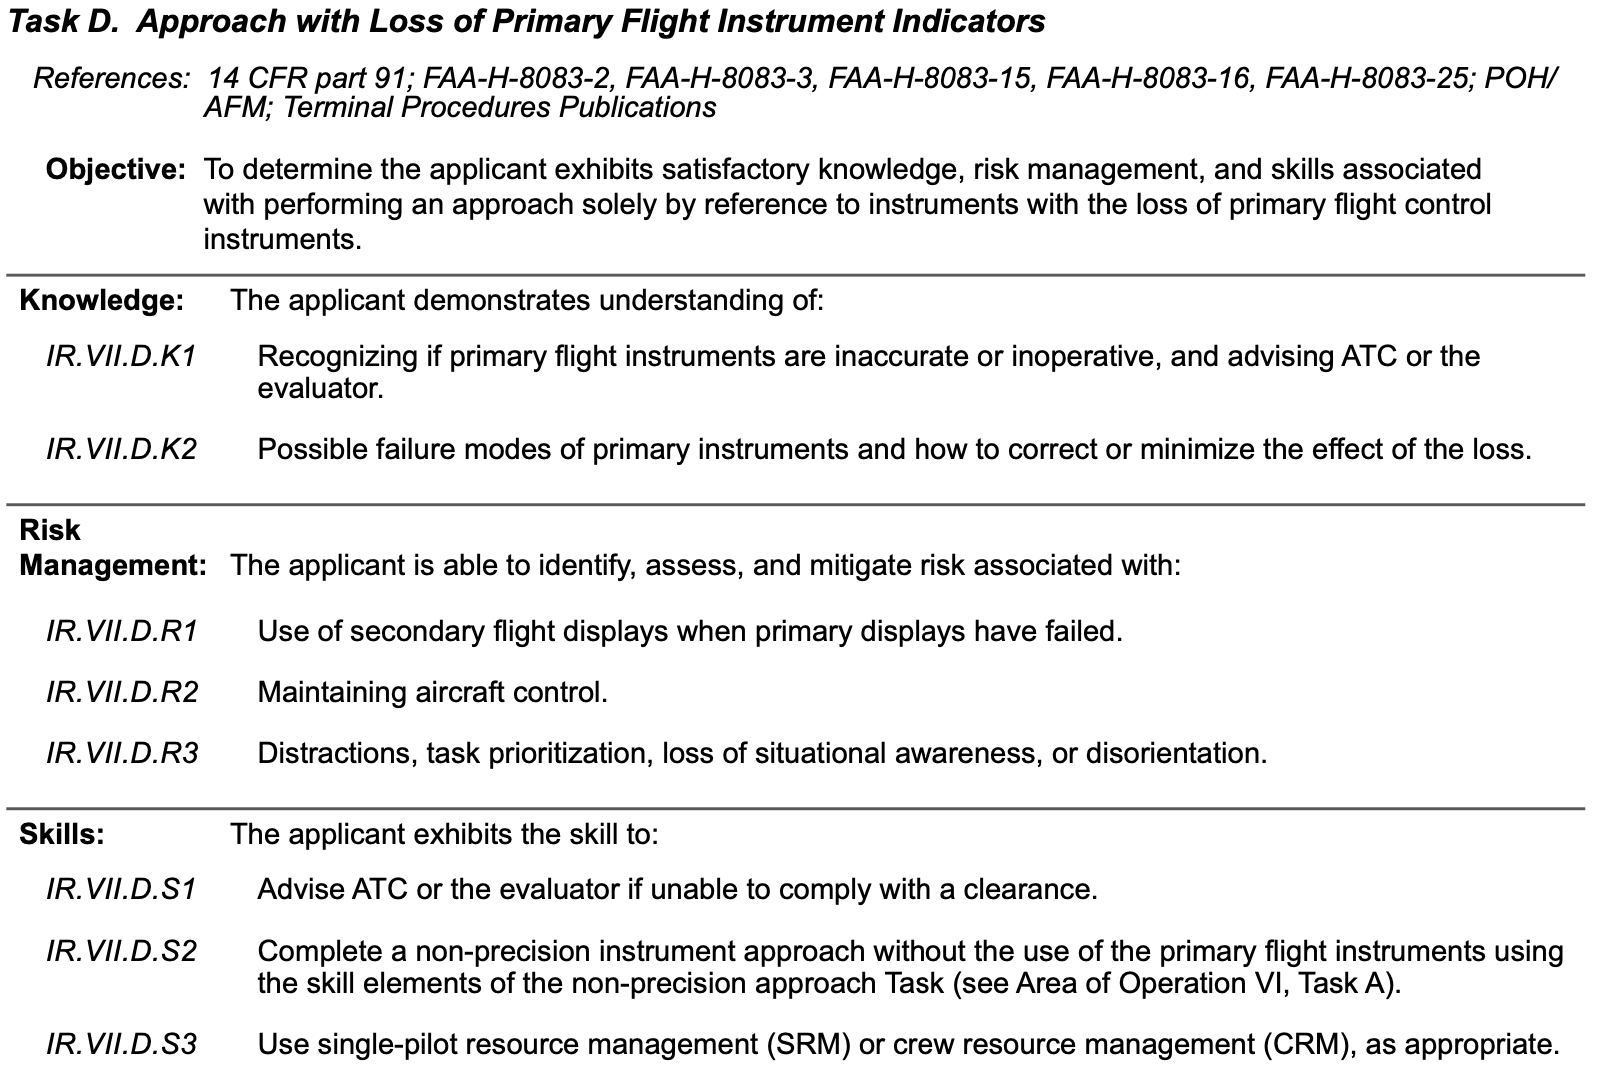 Task D. Approach with Loss of Primary Flight Instrument Indicators
References: 14 CFR part 91; FAA-H-8083-2, FAA-H-8083-3, FAA-H-8083-15, FAA-H-8083-16, FAA-H-8083-25; POH/
AFM; Terminal Procedures Publications
Objective: To determine the applicant exhibits satisfactory knowledge, risk management, and skills associated
with performing an approach solely by reference to instruments with the loss of primary flight control
instruments.
Knowledge: The applicant demonstrates understanding of:
IR.VII.D.K1 Recognizing if primary flight instruments are inaccurate or inoperative, and advising ATC or the
evaluator.
IR.VII.D.K2 Possible failure modes of primary instruments and how to correct or minimize the effect of the loss.
Risk
Management: The applicant is able to identify, assess, and mitigate risk associated with:
IR.VII.D.R1 Use of secondary flight displays when primary displays have failed.
IR.VII.D.R2 Maintaining aircraft control.
IR.VII.D.R3 Distractions, task prioritization, loss of situational awareness, or disorientation.
Skills: The applicant exhibits the skill to:
IR.VII.D.S1 Advise ATC or the evaluator if unable to comply with a clearance.
IR.VII.D.S2 Complete a non-precision instrument approach without the use of the primary flight instruments using
the skill elements of the non-precision approach Task (see Area of Operation VI, Task A).
IR.VII.D.S3 Use single-pilot resource management (SRM) or crew resource management (CRM), as appropriate.